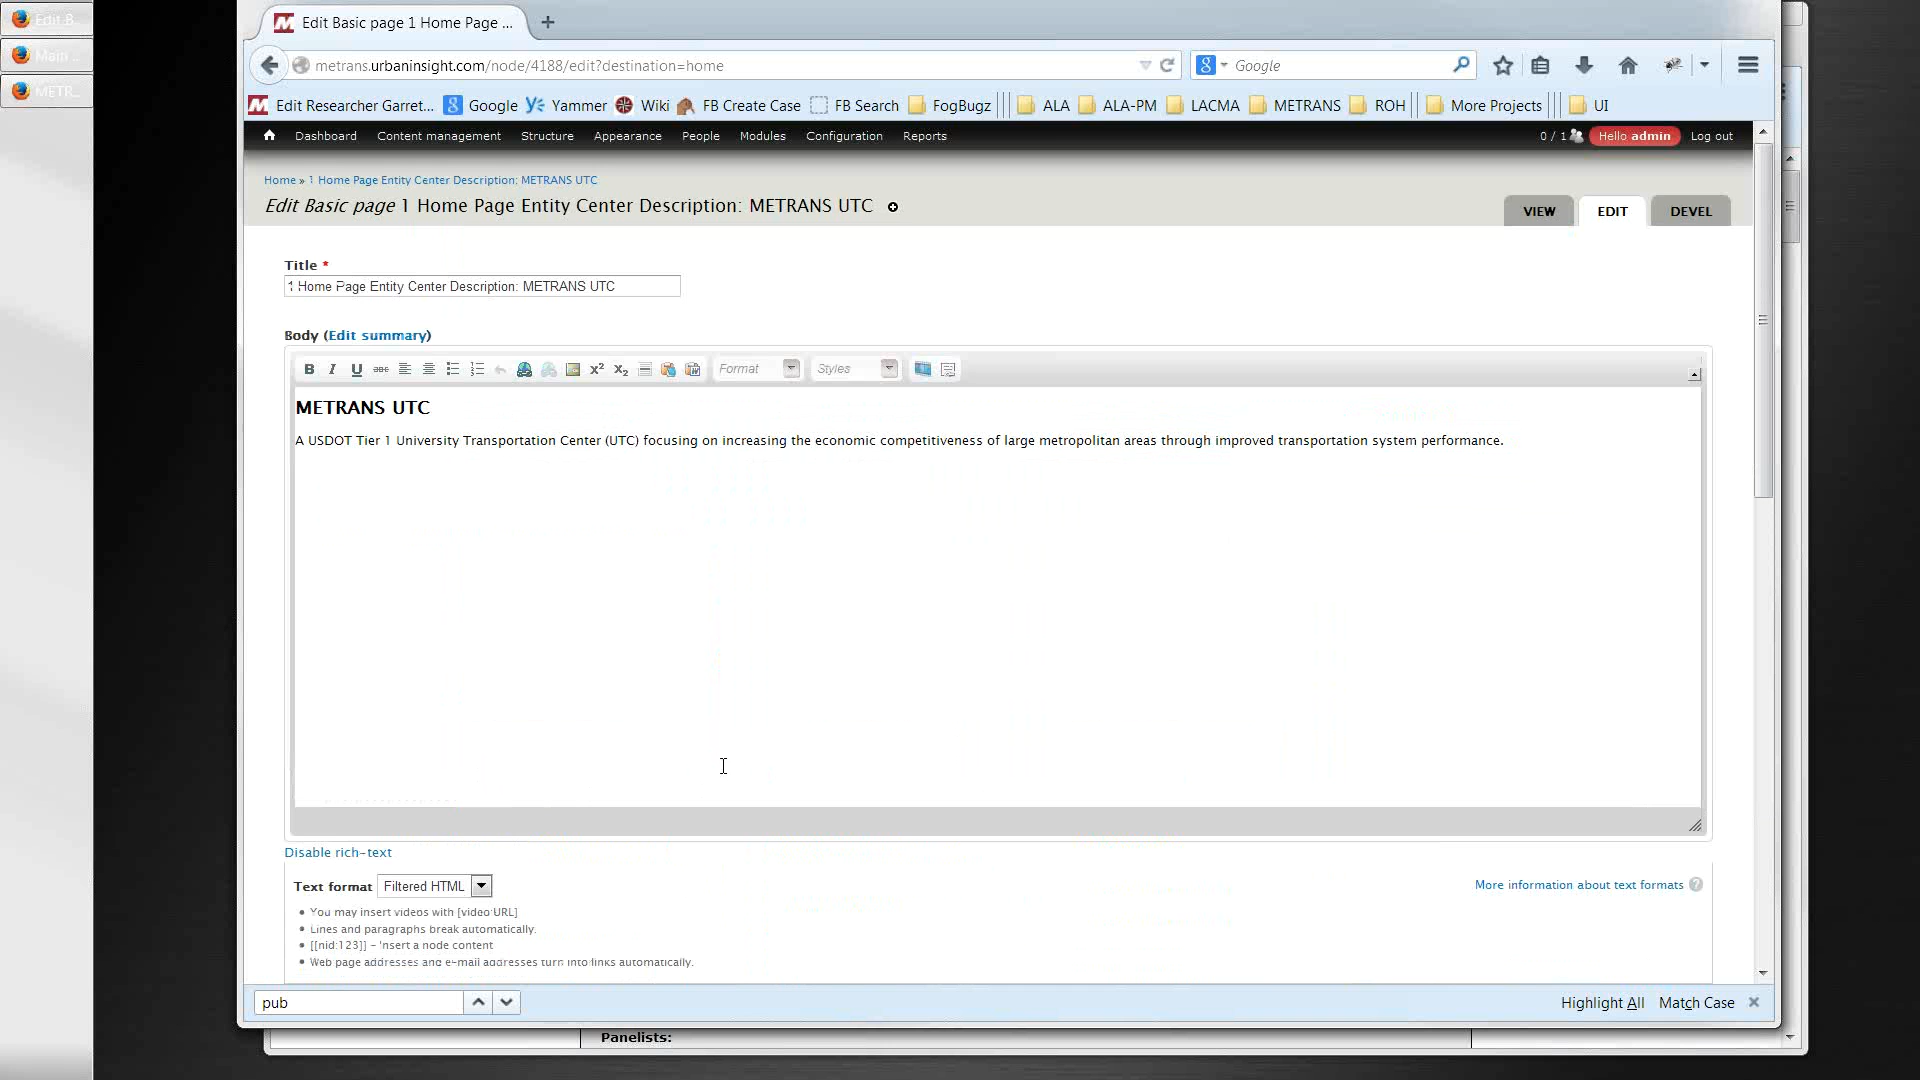 Edit B...
Main ...
METR...
Edit Basic page 1 Home Page ...
metrans.urbaninsight.com/node/4188/edit?destination=home
Google
Edit Researcher Garret... Google Yammer Wiki FB Create Case FB Search FogBugz ALA ALA-PM LACMA METRANS ROH More Projects UI
Dashboard Content management Structure Appearance People Modules Configuration Reports 0 / 1 Hello admin Log out
Home » 1 Home Page Entity Center Description: METRANS UTC
Edit Basic page 1 Home Page Entity Center Description: METRANS UTC
VIEW EDIT DEVEL
Title *
1 Home Page Entity Center Description: METRANS UTC
Body (Edit summary)
B I U ABC x² x₂ Format Styles
METRANS UTC
A USDOT Tier 1 University Transportation Center (UTC) focusing on increasing the economic competitiveness of large metropolitan areas through improved transportation system performance.
Disable rich-text
Text format Filtered HTML
More information about text formats ?
• You may insert videos with [video:URL]
• Lines and paragraphs break automatically.
• [[nid:123]] - Insert a node content
• Web page addresses and e-mail addresses turn into links automatically.
pub
Highlight All Match Case
Panelists: